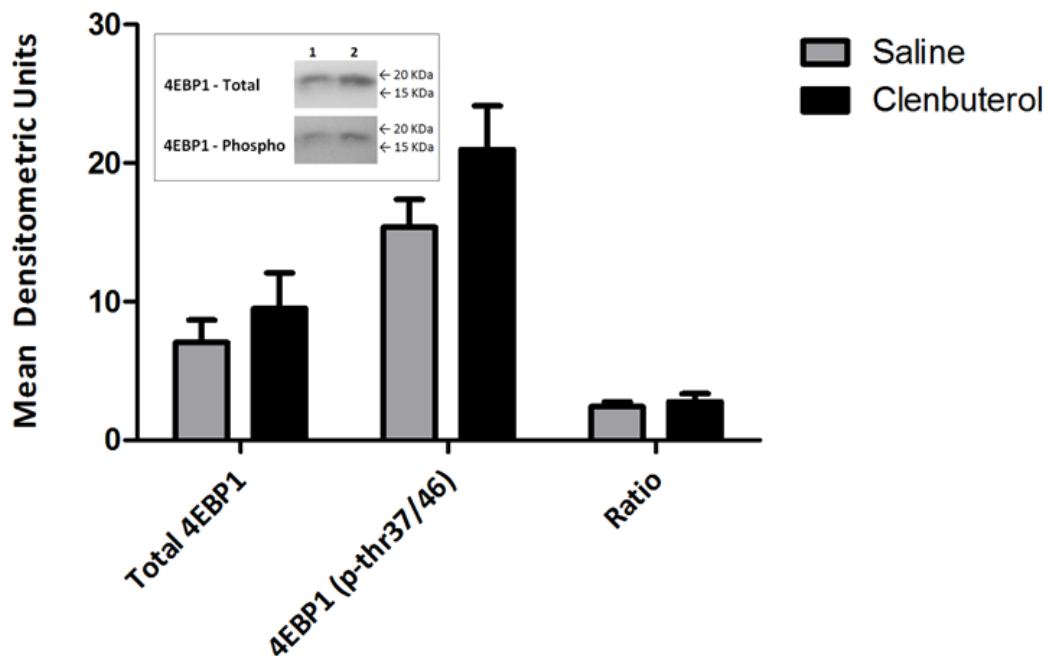 Mean Densitometric Units
30
20
10
0
1 2
4EBP1 - Total
← 20 KDa
← 15 KDa
4EBP1 - Phospho
← 20 KDa
← 15 KDa
Saline
Clenbuterol
Total 4EBP1
4EBP1 (p-thr37/46)
Ratio